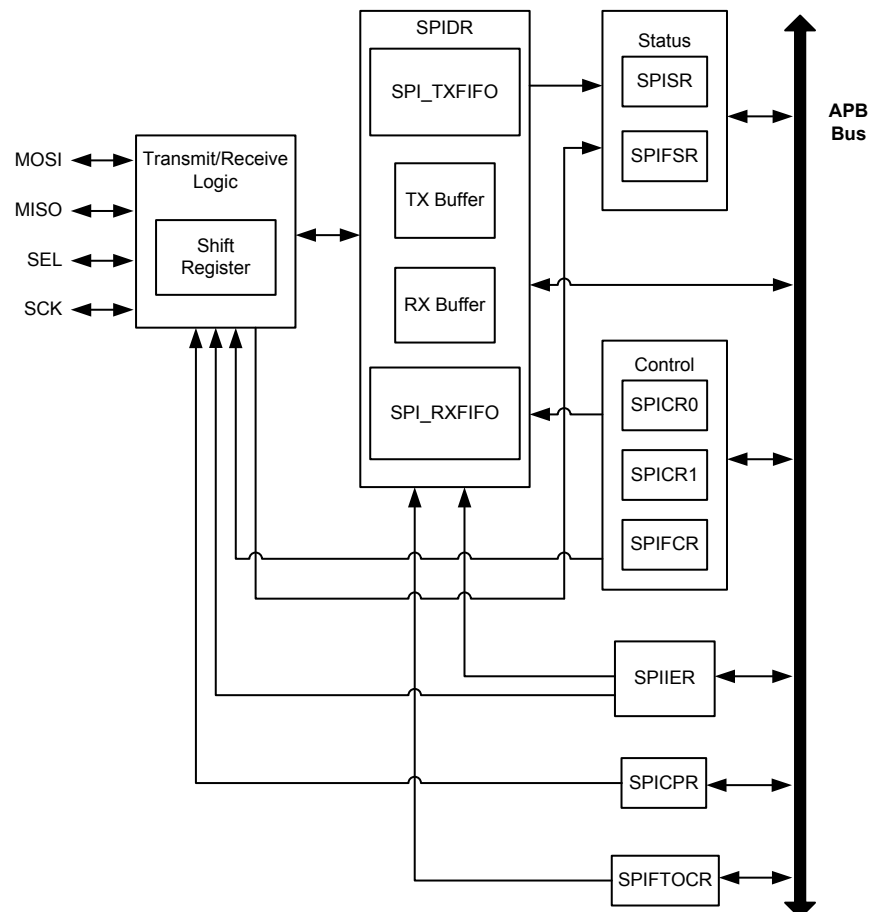 SPIDR
SPI_TXFIFO
TX Buffer
RX Buffer
SPI_RXFIFO
Status
SPISR
SPIFSR
APB
Bus
MOSI
MISO
SEL
SCK
Transmit/Receive
Logic
Shift
Register
Control
SPICR0
SPICR1
SPIFCR
SPIIER
SPICPR
SPIFTOCR